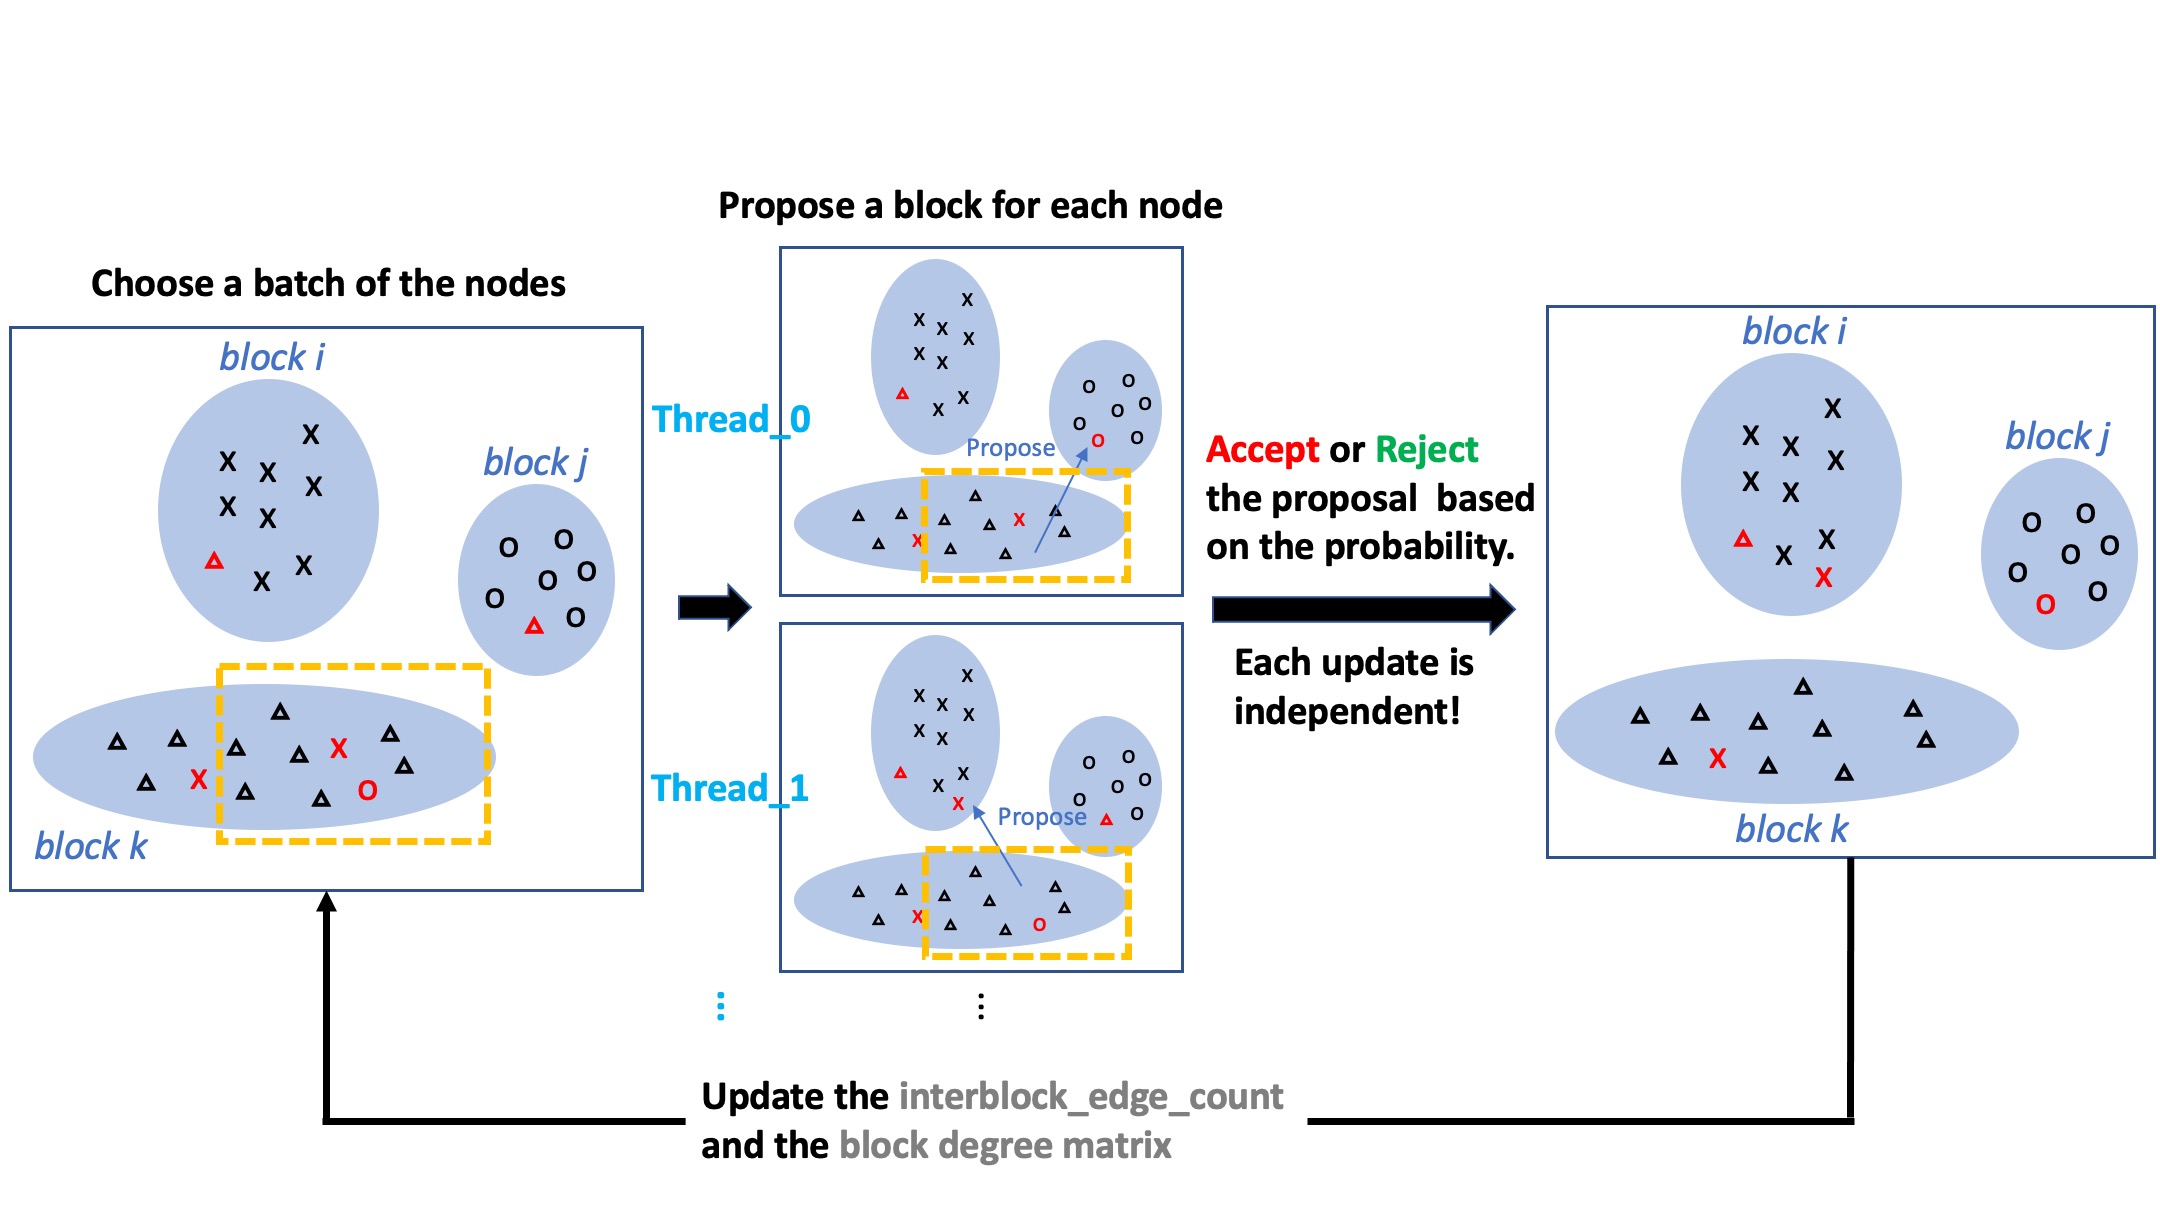 Propose a block for each node
Choose a batch of the nodes
block i
block j
block k
Thread_0
Propose
Thread_1
Propose
Accept or Reject
the proposal based
on the probability.
Each update is
independent!
block i
block j
block k
Update the interblock_edge_count
and the block degree matrix